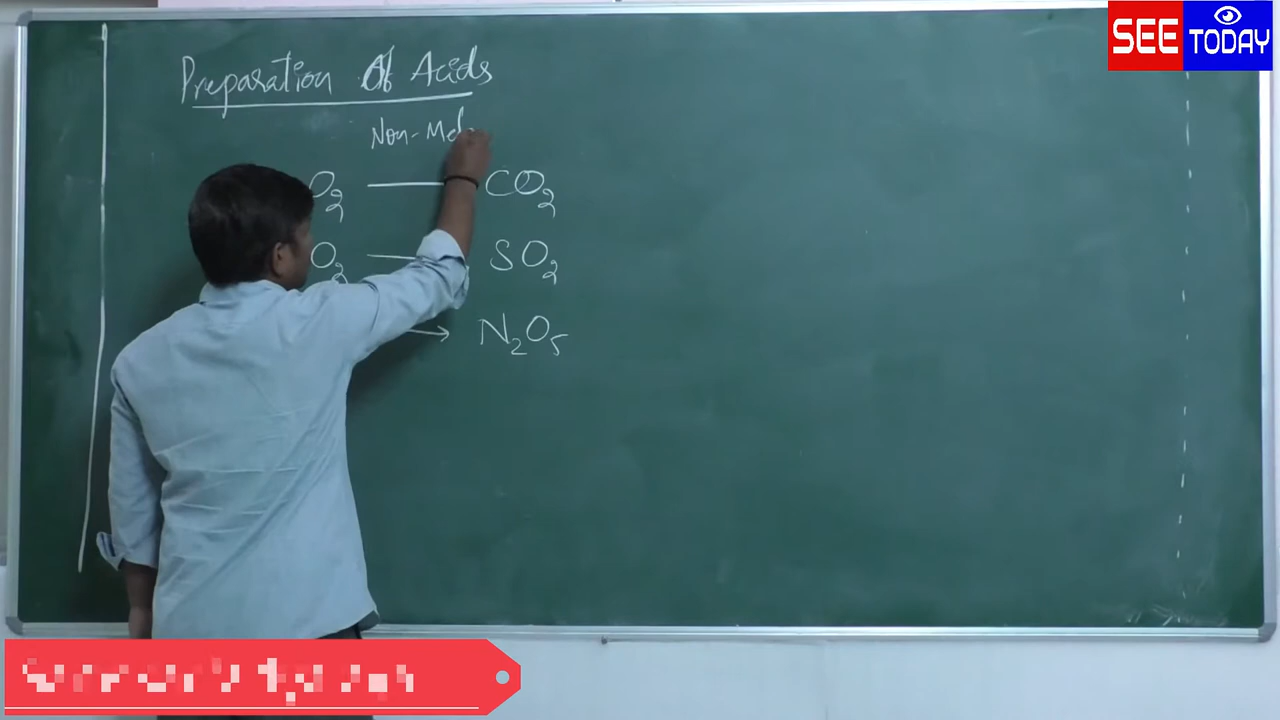 SEE TODAY
Preparation Of Acids
Non-Met
O2 CO2
O2 → SO2
→ N2O5